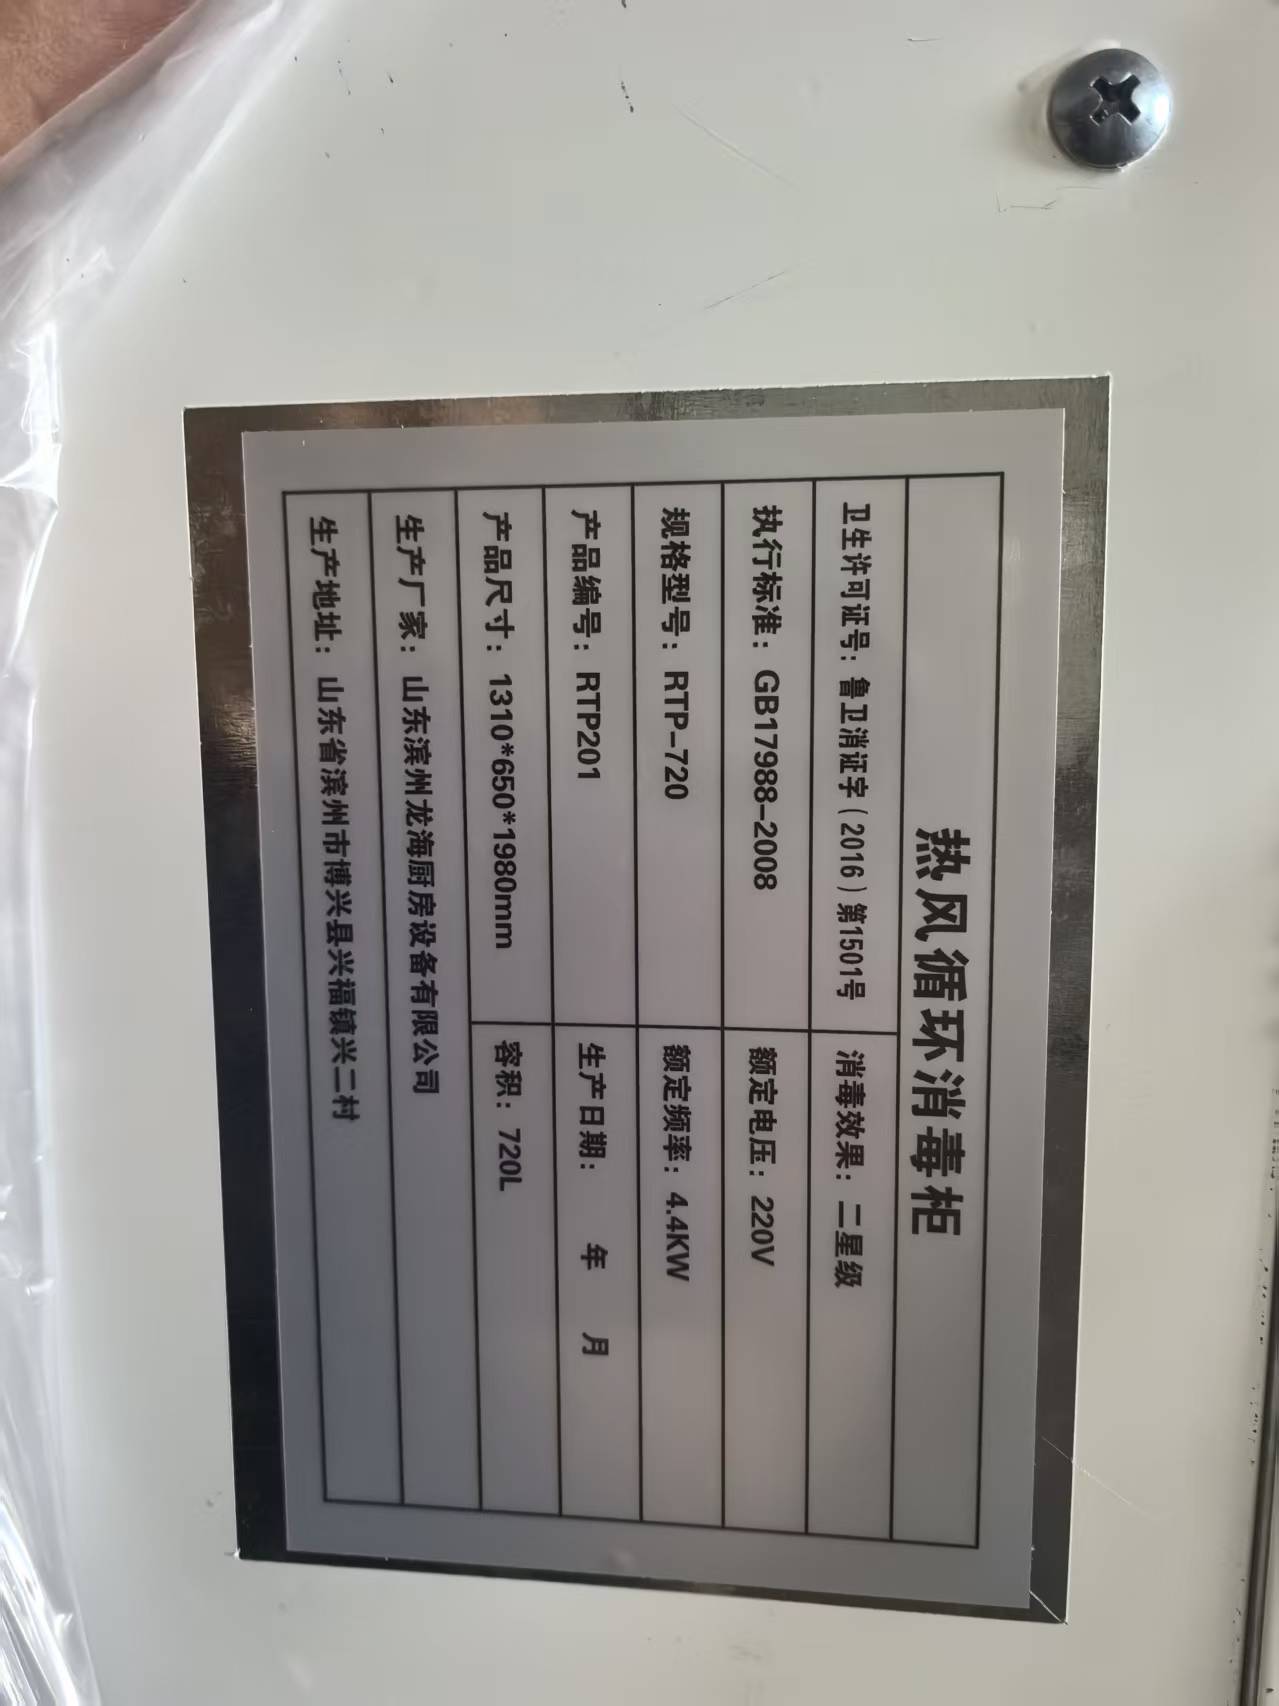 热风循环消毒柜
卫生许可证号：鲁卫消证字（2016）第1501号 消毒效果：二星级
执行标准：GB17988-2008 额定电压：220V
规格型号：RTP-720 额定频率：4.4KW
产品编号：RTP201 生产日期： 年 月
产品尺寸：1310*650*1980mm 容积：720L
生产厂家：山东滨州龙海厨房设备有限公司
生产地址：山东省滨州市博兴县兴福镇兴二村